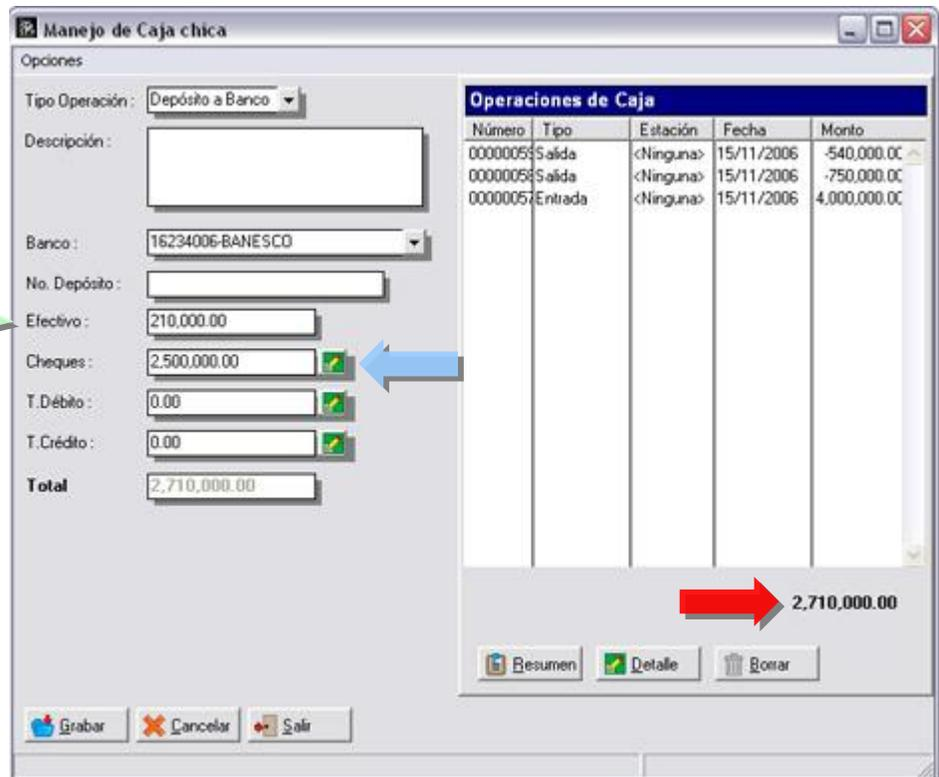 Manejo de Caja chica
Opciones
Tipo Operación : Depósito a Banco
Descripción :
Banco : 16234006-BANESCO
No. Depósito :
Efectivo : 210,000.00
Cheques : 2,500,000.00
T.Débito : 0.00
T.Crédito : 0.00
Total 2,710,000.00
Operaciones de Caja
Número Tipo Estación Fecha Monto
00000059 Salida <Ninguna> 15/11/2006 -540,000.00
00000058 Salida <Ninguna> 15/11/2006 -750,000.00
00000057 Entrada <Ninguna> 15/11/2006 4,000,000.00
2,710,000.00
Resumen Detalle Borrar
Grabar Cancelar Salir